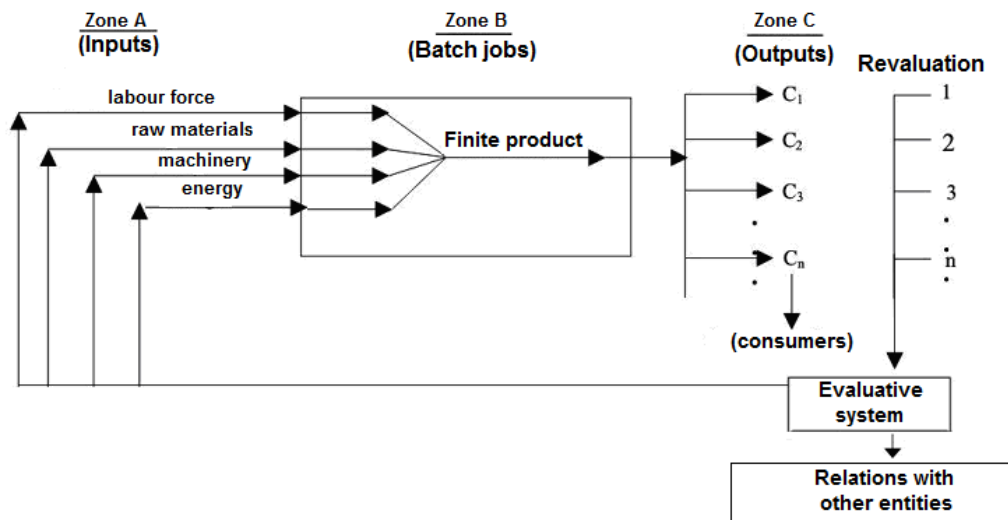 Zone A
(Inputs)
Zone B
(Batch jobs)
Zone C
(Outputs)
Revaluation
labour force
raw materials
machinery
energy
Finite product
C1
C2
C3
Cn
1
2
3
n
(consumers)
Evaluative
system
Relations with
other entities